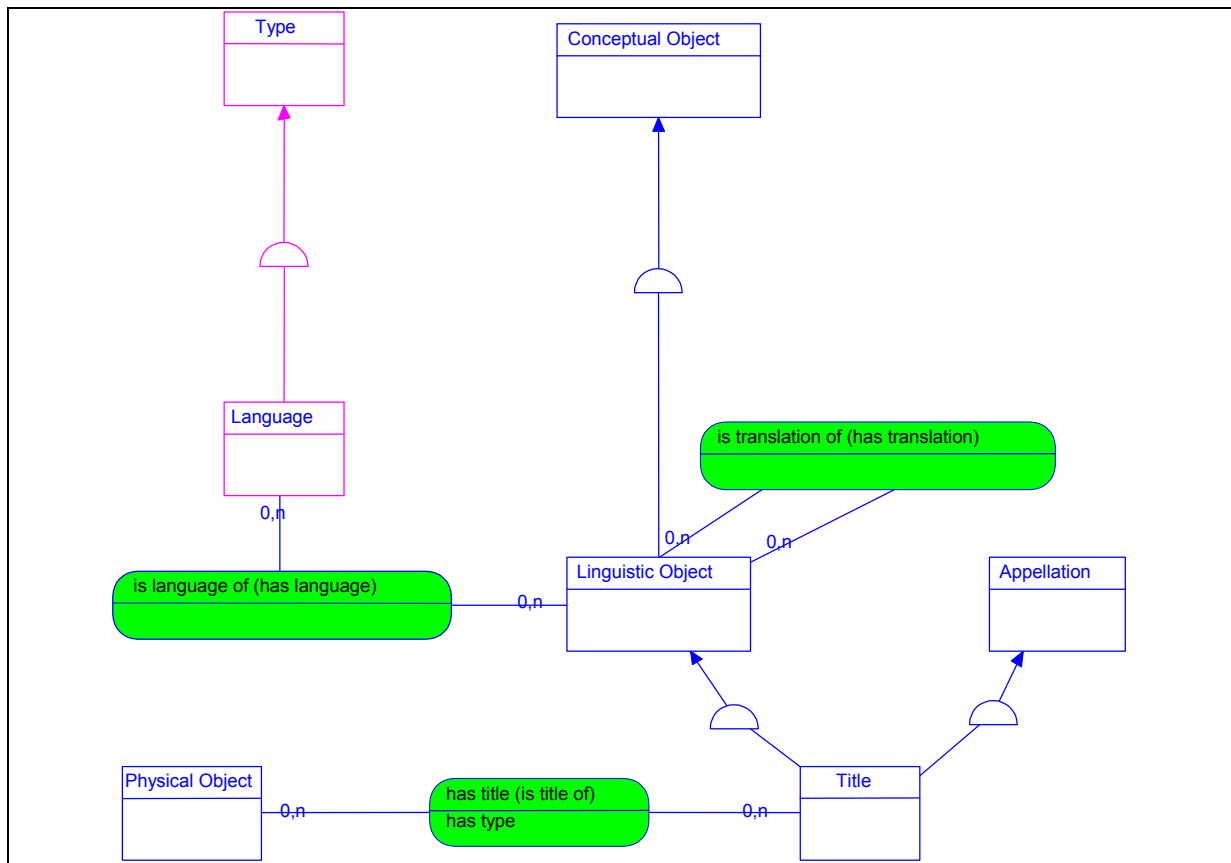 Type
Conceptual Object
Language
is translation of (has translation)
0,n
0,n
0,n
is language of (has language)
0,n
Linguistic Object
Appellation
Physical Object
has title (is title of)
has type
Title
0,n
0,n